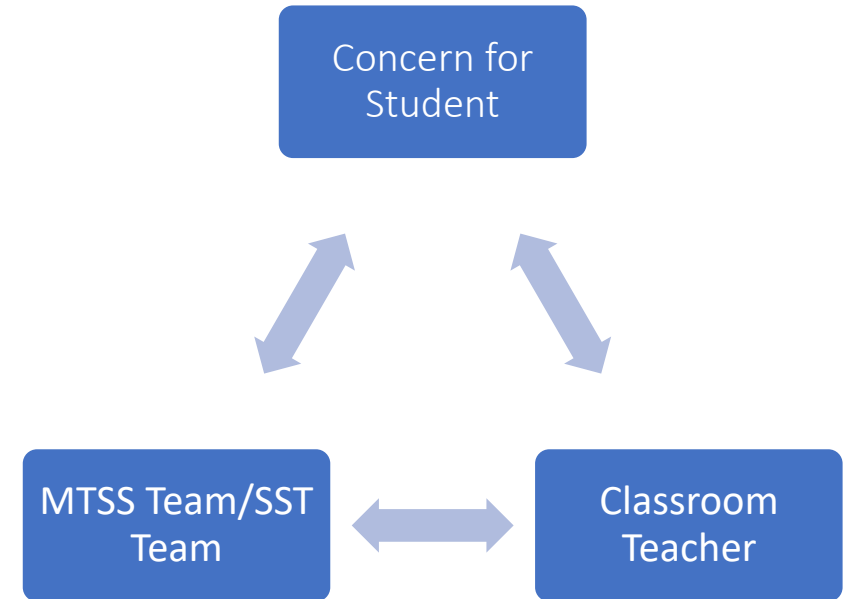 Concern for
Student
MTSS Team/SST
Team
Classroom
Teacher